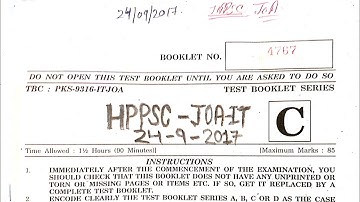 24/09/2017. HPPSC JOA
BOOKLET NO. 4767
DO NOT OPEN THIS TEST BOOKLET UNTIL YOU ARE ASKED TO DO SO
TBC : PKS-9316-IT-JOA TEST BOOKLET SERIES
HPPSC-JOA-IT
24-9-2017
C
Time Allowed : 1½ Hours (90 Minutes)] [Maximum Marks : 85
INSTRUCTIONS
1. IMMEDIATELY AFTER THE COMMENCEMENT OF THE EXAMINATION, YOU
SHOULD CHECK THAT THIS BOOKLET DOES NOT HAVE ANY UNPRINTED OR
TORN OR MISSING PAGES OR ITEMS ETC. IF SO, GET IT REPLACED BY A
COMPLETE TEST BOOKLET.
2. ENCODE CLEARLY THE TEST BOOKLET SERIES A, B, C OR D AS THE CASE